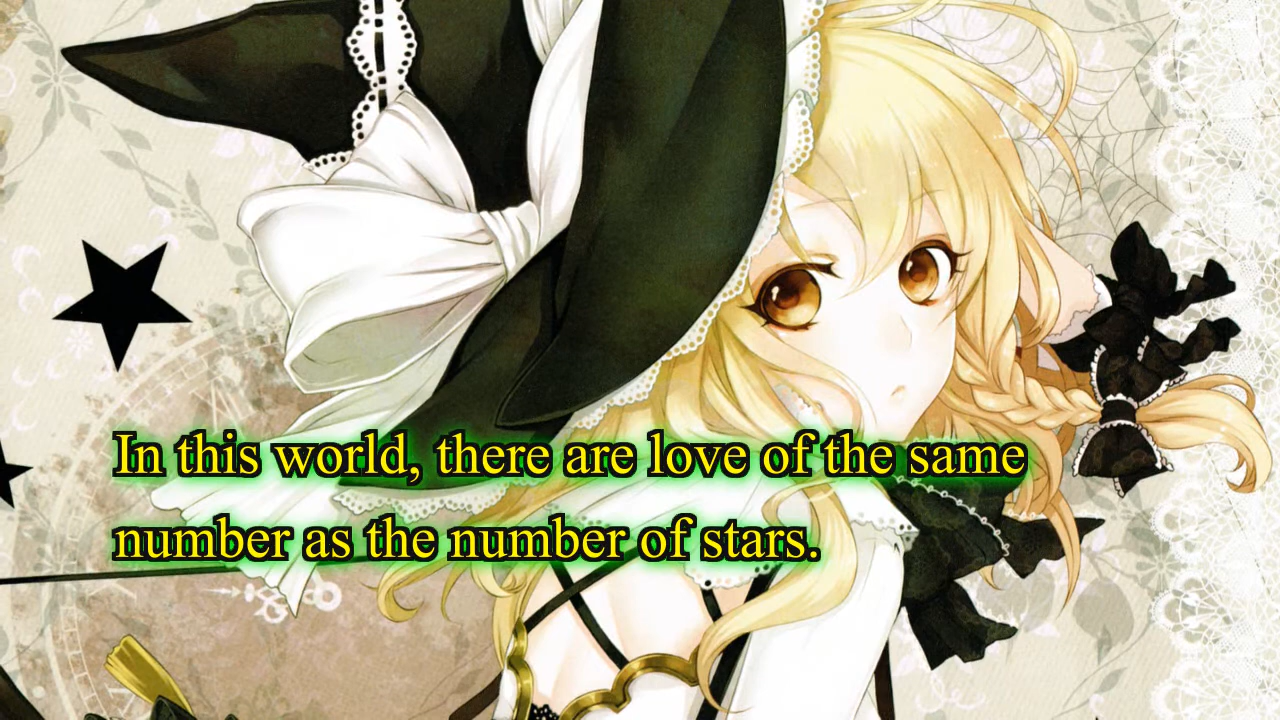 In this world, there are love of the same
number as the number of stars.